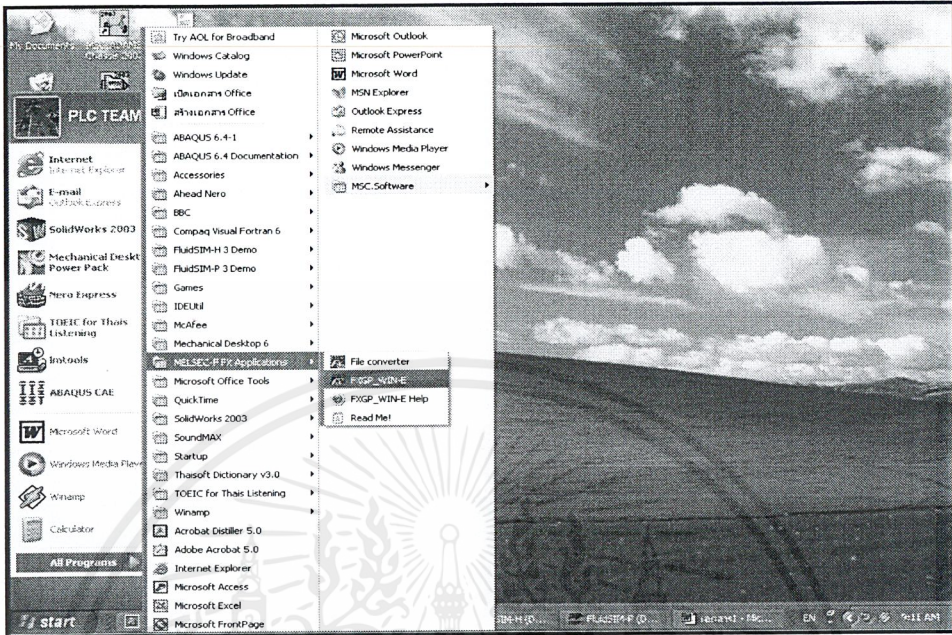 My Documents
PLC TEAM
Internet
Internet Explorer
E-mail
Outlook Express
SolidWorks 2003
Mechanical Deskt
Power Pack
Nero Express
TOEIC for Thais
Listening
Imtools
ABAQUS CAE
Microsoft Word
Windows Media Playe
Winamp
Calculator
All Programs
start
Try AOL for Broadband
Windows Catalog
Windows Update
เปิดเอกสาร Office
สร้างเอกสาร Office
ABAQUS 6.4-1
ABAQUS 6.4 Documentation
Accessories
Ahead Nero
BBC
Compaq Visual Fortran 6
FluidSIM-H 3 Demo
FluidSIM-P 3 Demo
Games
IDEUtil
McAfee
Mechanical Desktop 6
MELSEC-F FX Applications
Microsoft Office Tools
QuickTime
SolidWorks 2003
SoundMAX
Startup
Thaisoft Dictionary v3.0
TOEIC for Thais Listening
Winamp
Acrobat Distiller 5.0
Adobe Acrobat 5.0
Internet Explorer
Microsoft Access
Microsoft Excel
Microsoft FrontPage
Microsoft Outlook
Microsoft PowerPoint
Microsoft Word
MSN Explorer
Outlook Express
Remote Assistance
Windows Media Player
Windows Messenger
MSC.Software
File converter
FXGP_WIN-E
FXGP_WIN-E Help
Read Me!
SIM-H (D...
FluidSIM-P (D...
EN
9:11 AM